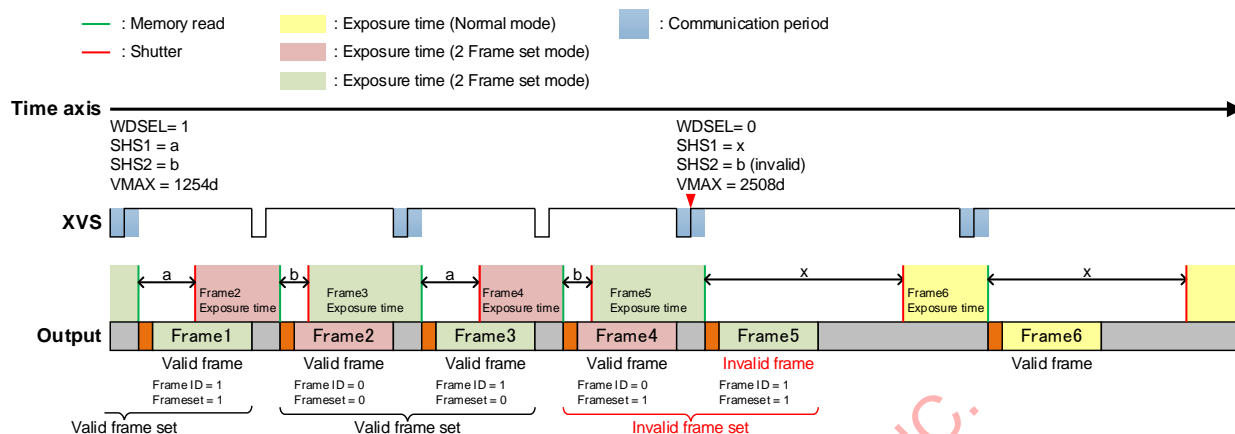 : Memory read
: Exposure time (Normal mode)
: Communication period
: Shutter
: Exposure time (2 Frame set mode)
: Exposure time (2 Frame set mode)
Time axis
WDSEL= 1
SHS1 = a
SHS2 = b
VMAX = 1254d
WDSEL= 0
SHS1 = x
SHS2 = b (invalid)
VMAX = 2508d
XVS
a b a b x x
Frame2
Exposure time
Frame3
Exposure time
Frame4
Exposure time
Frame5
Exposure time
Frame6
Exposure time
Output
Frame1 Frame2 Frame3 Frame4 Frame5 Frame6
Valid frame Valid frame Valid frame Valid frame Invalid frame Valid frame
Frame ID = 1 Frame ID = 0 Frame ID = 1 Frame ID = 0 Frame ID = 1
Frameset = 1 Frameset = 0 Frameset = 0 Frameset = 1 Frameset = 1
Valid frame set Valid frame set Invalid frame set